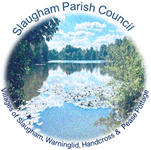 Slaugham Parish Council
Villages of Slaugham, Warninglid, Handcross & Pease Pottage